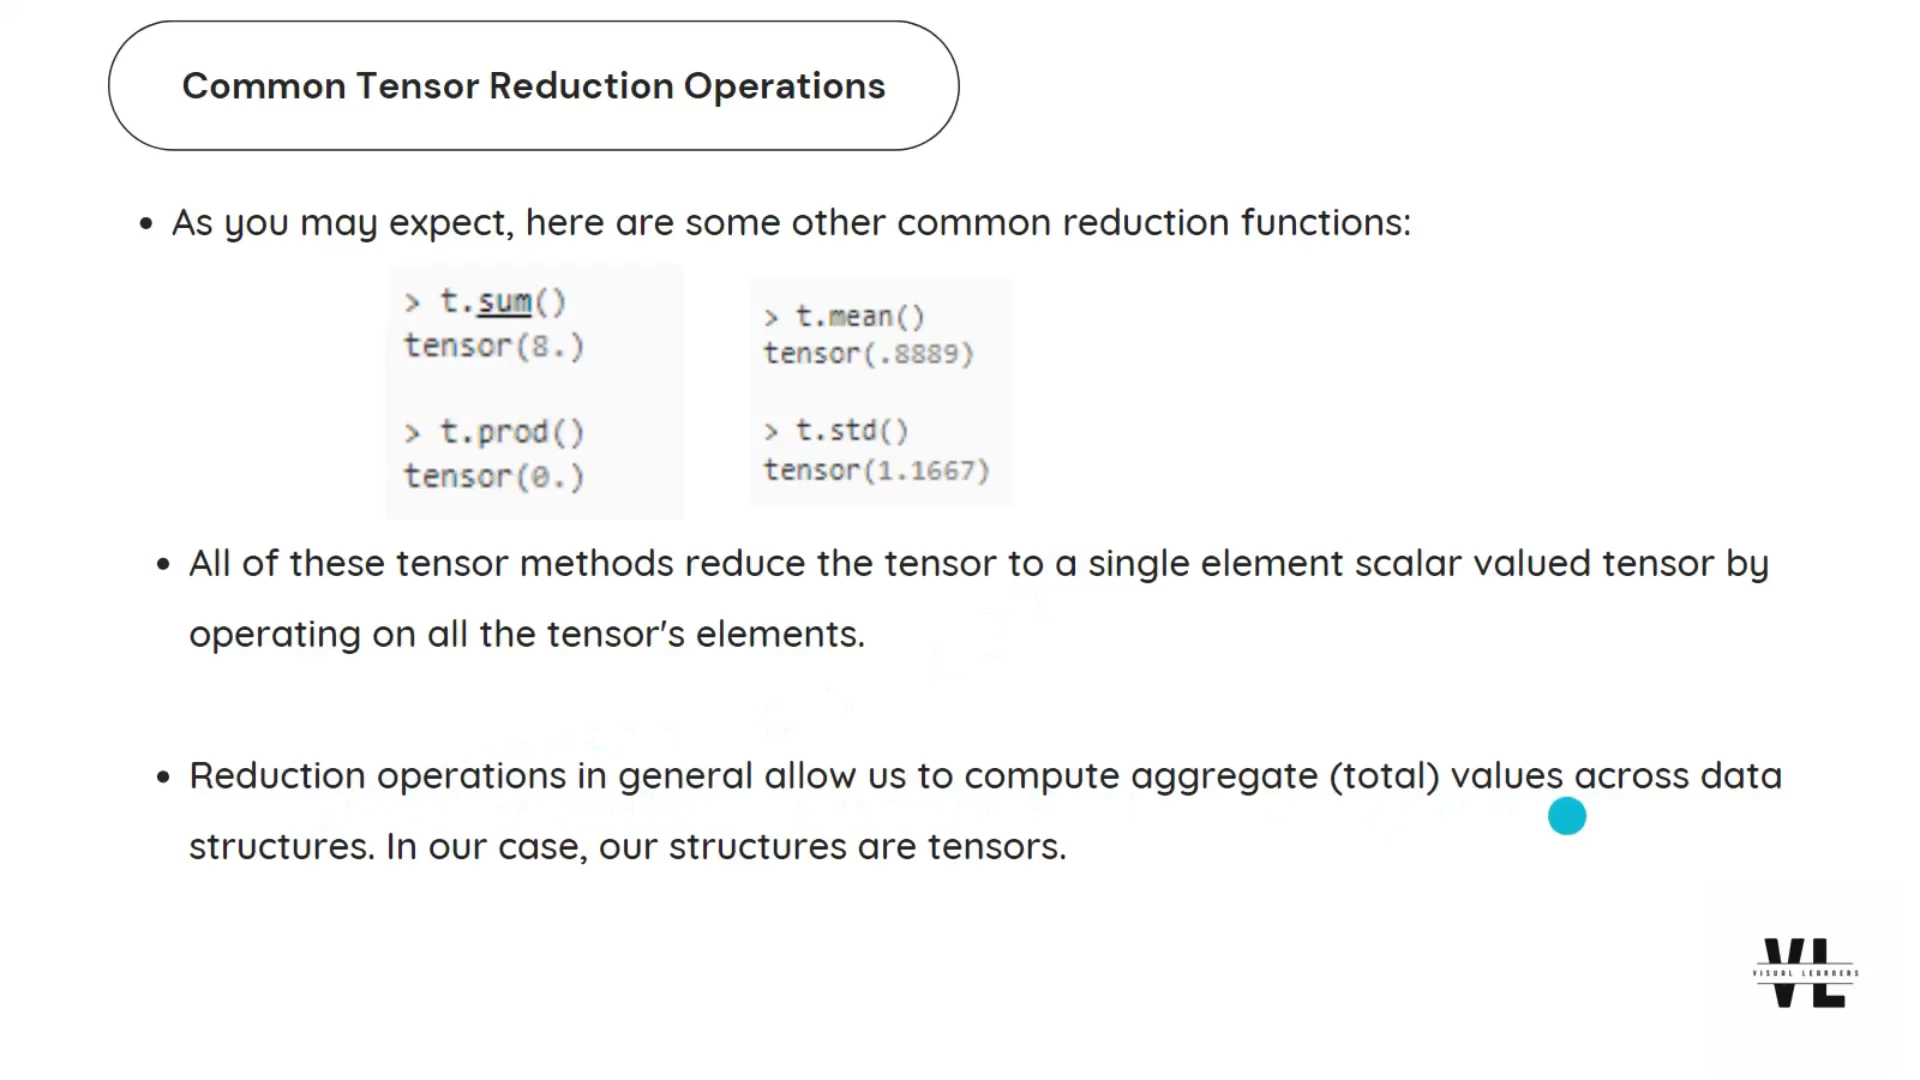 Common Tensor Reduction Operations
• As you may expect, here are some other common reduction functions:
> t.sum()
tensor(8.)
> t.prod()
tensor(0.)
> t.mean()
tensor(.8889)
> t.std()
tensor(1.1667)
• All of these tensor methods reduce the tensor to a single element scalar valued tensor by
operating on all the tensor's elements.
• Reduction operations in general allow us to compute aggregate (total) values across data
structures. In our case, our structures are tensors.
VL
VISUAL LEARNERS